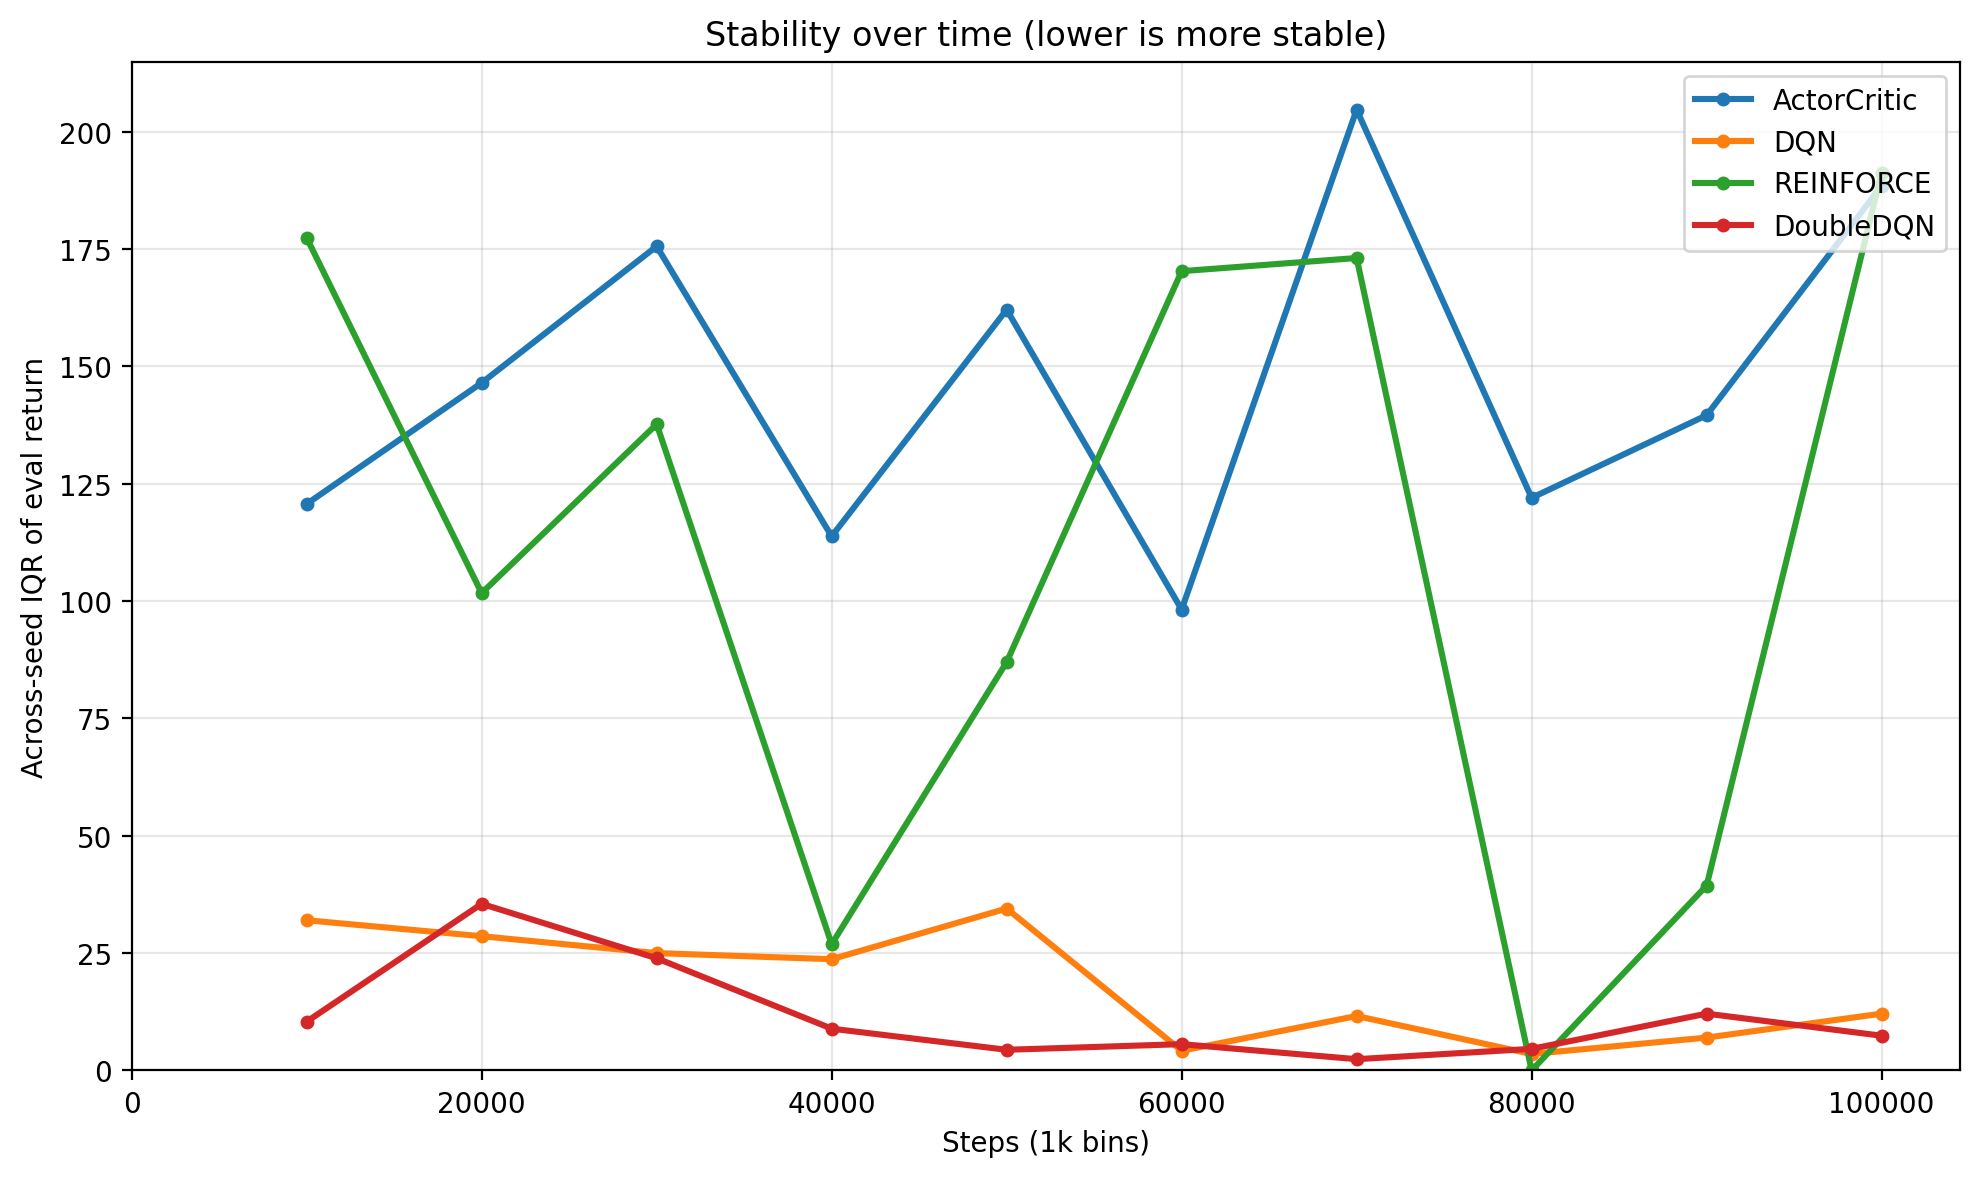 Stability over time (lower is more stable)
ActorCritic
DQN
REINFORCE
DoubleDQN
Across-seed IQR of eval return
200
175
150
125
100
75
50
25
0
0 20000 40000 60000 80000 100000
Steps (1k bins)